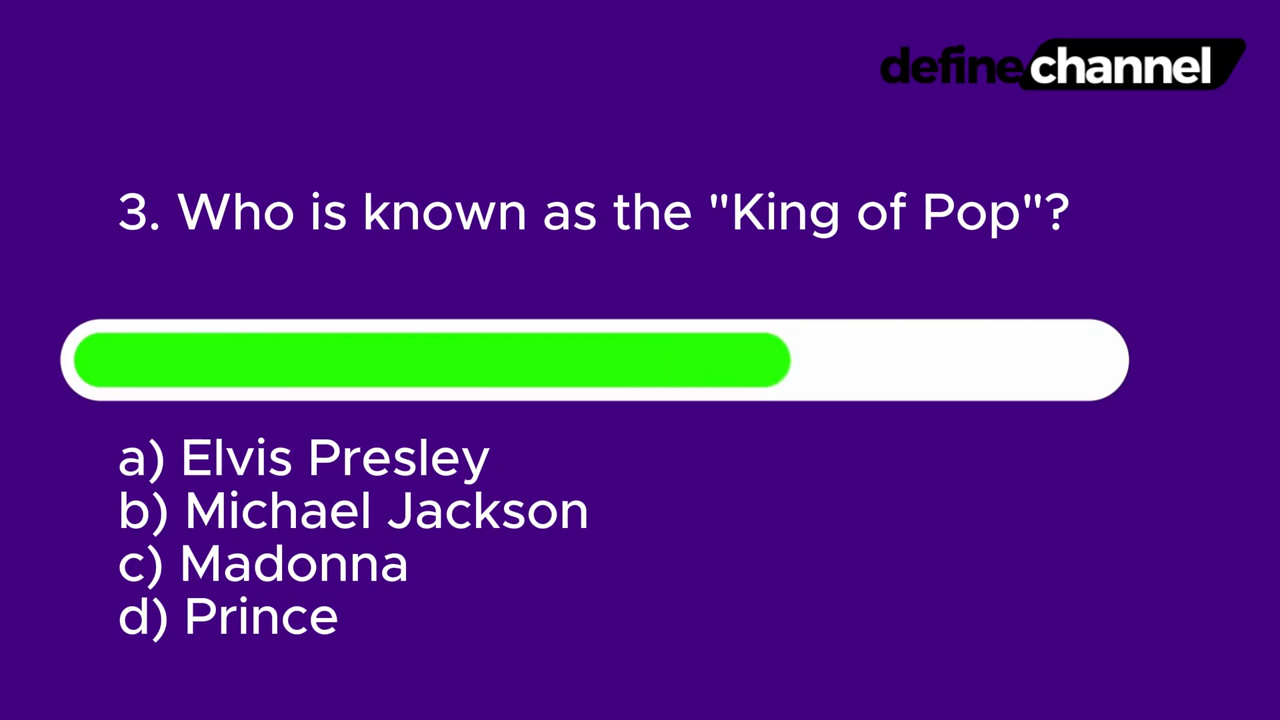 definechannel
3. Who is known as the "King of Pop"?
a) Elvis Presley
b) Michael Jackson
c) Madonna
d) Prince